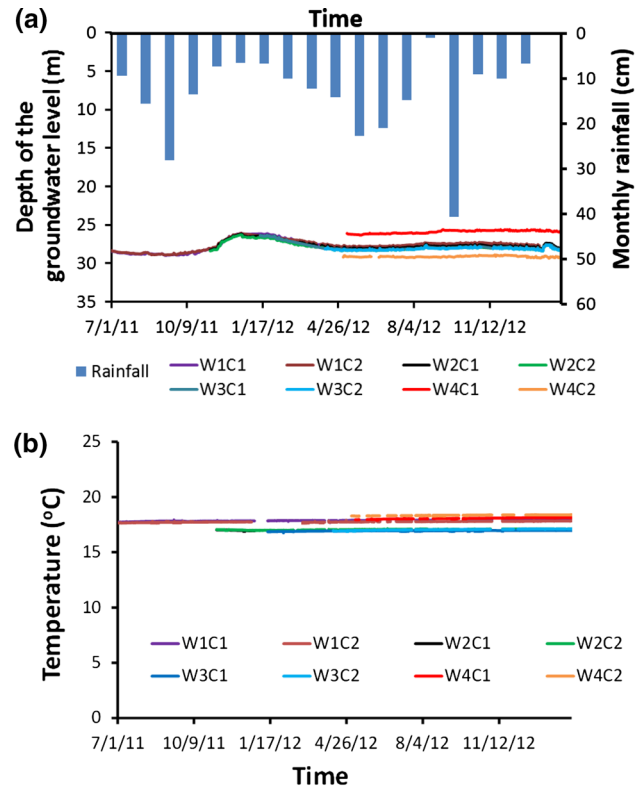 (a)
Time
0
5
10
15
20
25
30
35
Depth of the
groundwater level (m)
0
10
20
30
40
50
60
Monthly rainfall (cm)
7/1/11 10/9/11 1/17/12 4/26/12 8/4/12 11/12/12
Rainfall W1C1 W1C2 W2C1 W2C2
W3C1 W3C2 W4C1 W4C2
(b)
25
20
15
10
5
0
Temperature (°C)
W1C1 W1C2 W2C1 W2C2
W3C1 W3C2 W4C1 W4C2
7/1/11 10/9/11 1/17/12 4/26/12 8/4/12 11/12/12
Time